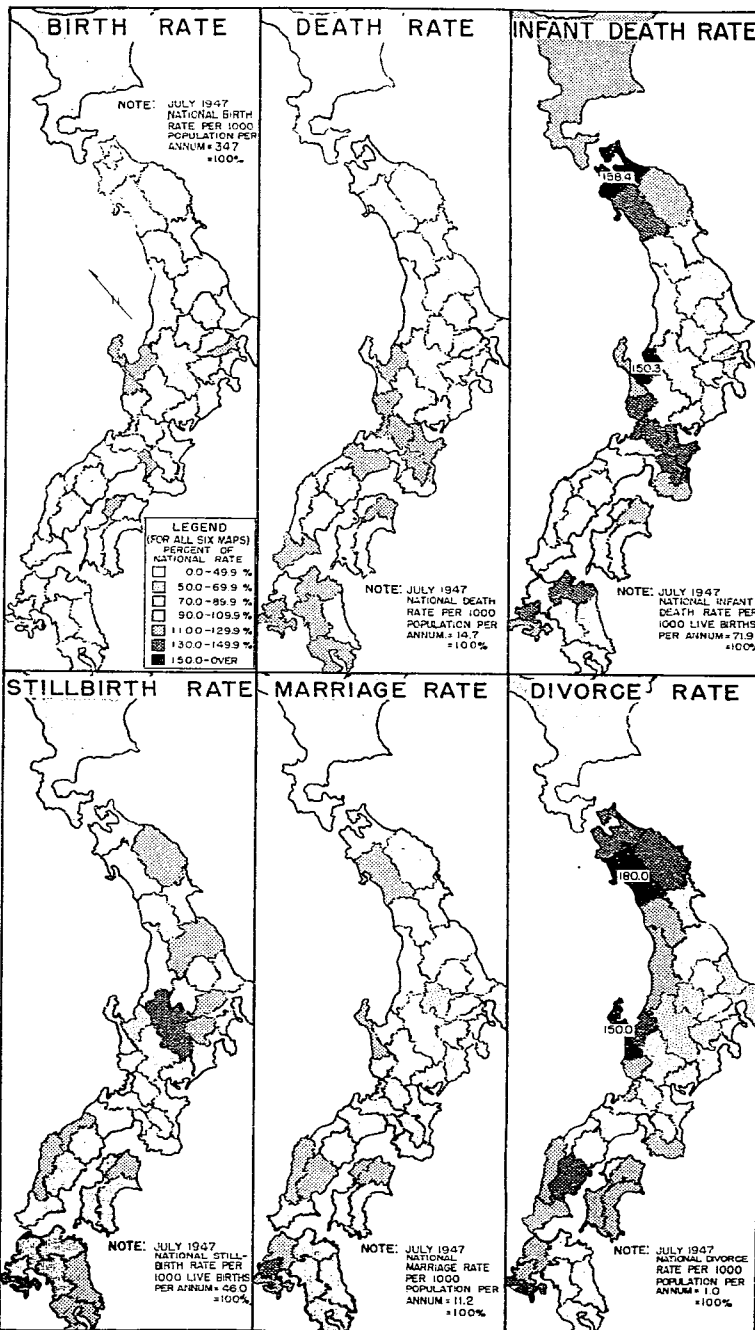 BIRTH RATE
NOTE: JULY 1947
NATIONAL BIRTH
RATE PER 1000
POPULATION PER
ANNUM = 34.7
=100%
N
LEGEND
(FOR ALL SIX MAPS)
PERCENT OF
NATIONAL RATE
0.0-49.9 %
50.0-69.9 %
70.0-89.9 %
90.0-109.9 %
110.0-129.9 %
130.0-149.9 %
150.0-OVER
DEATH RATE
NOTE: JULY 1947
NATIONAL DEATH
RATE PER 1000
POPULATION PER
ANNUM = 14.7
=100%
INFANT DEATH RATE
158.4
150.3
NOTE: JULY 1947
NATIONAL INFANT
DEATH RATE PER
1000 LIVE BIRTHS
PER ANNUM = 71.9
=100%
STILLBIRTH RATE
NOTE: JULY 1947
NATIONAL STILL-
BIRTH RATE PER
1000 LIVE BIRTHS
PER ANNUM = 46.0
=100%
MARRIAGE RATE
NOTE: JULY 1947
NATIONAL
MARRIAGE RATE
PER 1000
POPULATION PER
ANNUM = 11.2
=100%
DIVORCE RATE
180.0
150.0
NOTE: JULY 1947
NATIONAL DIVORCE
RATE PER 1000
POPULATION PER
ANNUM = 1.0
=100%